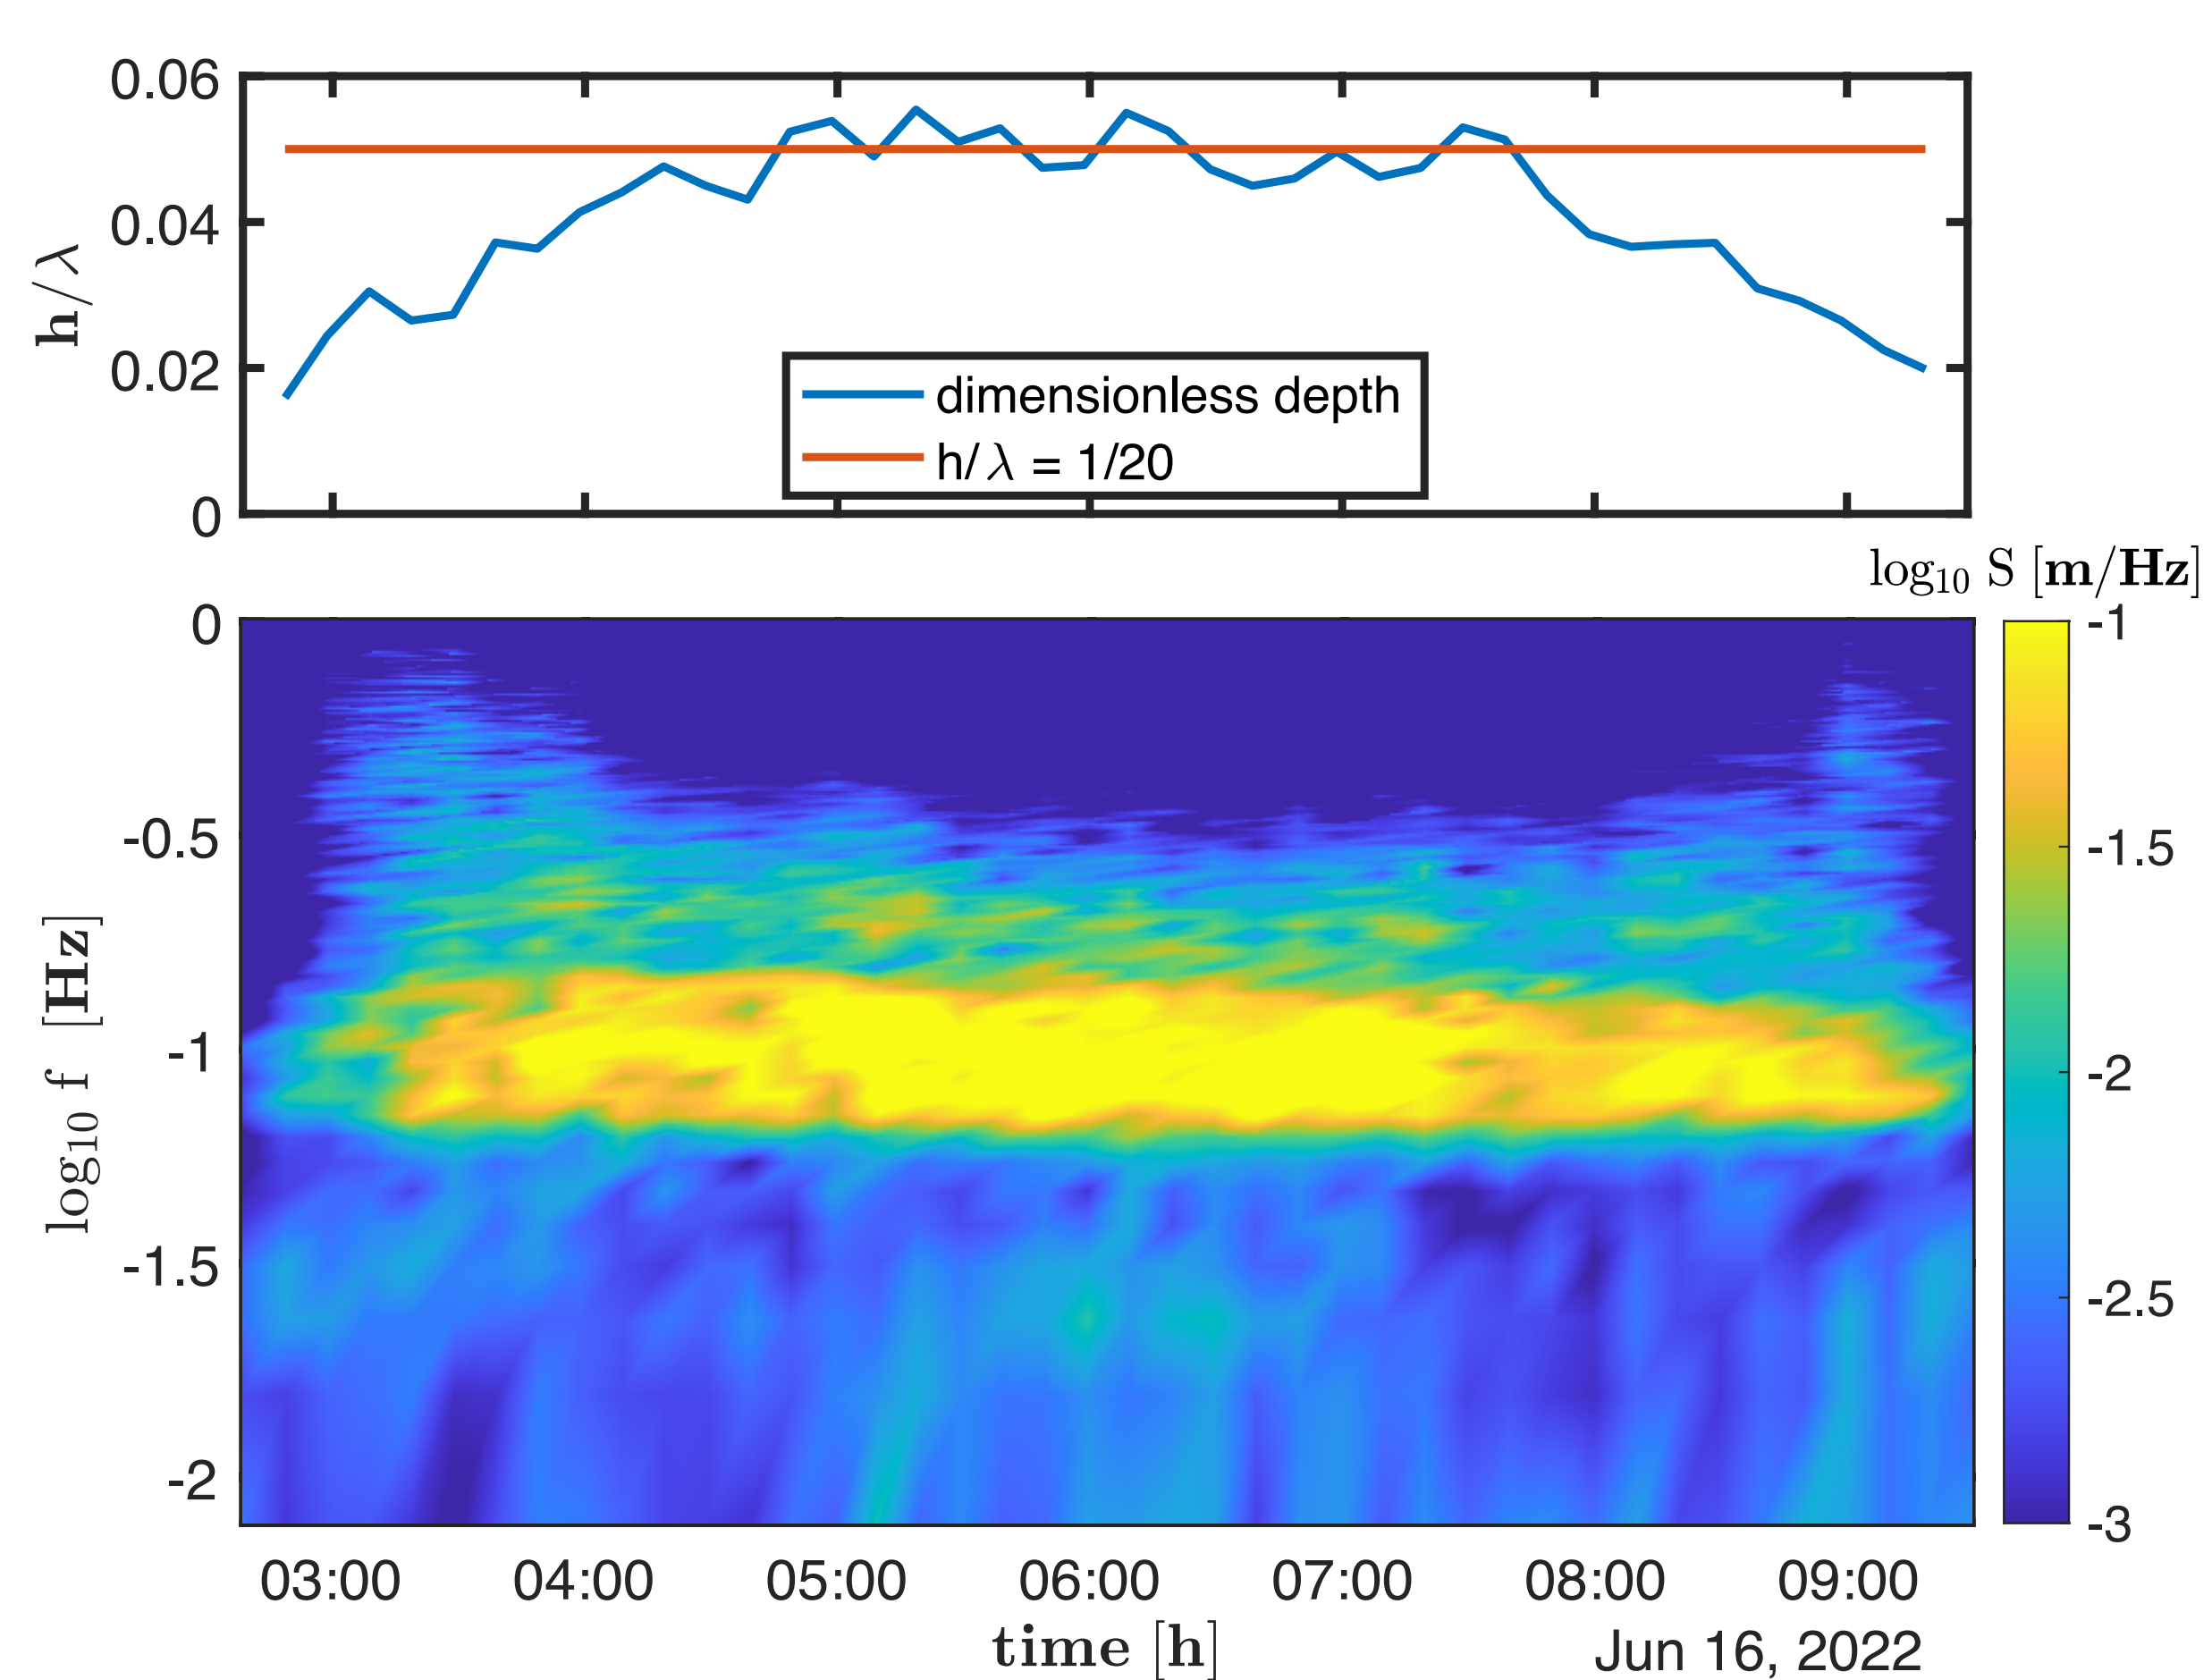 0.06
0.04
0.02
0
h/λ
dimensionless depth
h/λ = 1/20
log₁₀ S [m/Hz]
0
-0.5
-1
-1.5
-2
log₁₀ f [Hz]
-1
-1.5
-2
-2.5
-3
03:00 04:00 05:00 06:00 07:00 08:00 09:00
time [h]
Jun 16, 2022